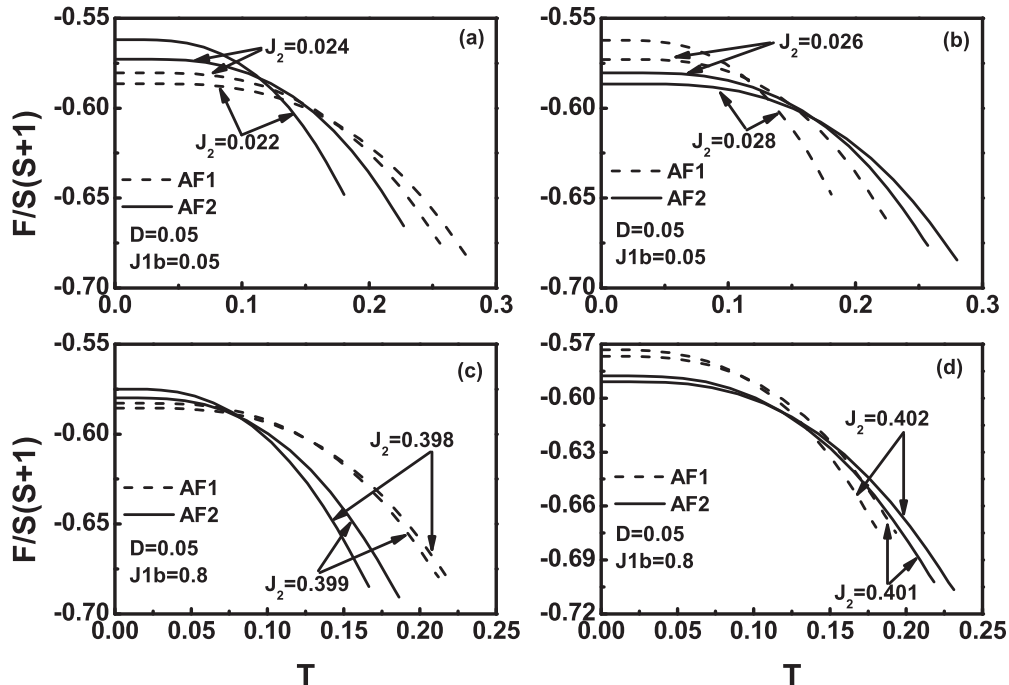 -0.55
-0.60
-0.65
-0.70
F/S(S+1)
(a)
J2=0.024
J2=0.022
AF1
AF2
D=0.05
J1b=0.05
0.0 0.1 0.2 0.3
-0.55
-0.60
-0.65
-0.70
(b)
J2=0.026
J2=0.028
AF1
AF2
D=0.05
J1b=0.05
0.0 0.1 0.2 0.3
-0.55
-0.60
-0.65
-0.70
F/S(S+1)
(c)
J2=0.398
AF1
AF2
D=0.05
J1b=0.8
J2=0.399
0.00 0.05 0.10 0.15 0.20 0.25
T
-0.57
-0.60
-0.63
-0.66
-0.69
-0.72
(d)
J2=0.402
AF1
AF2
D=0.05
J1b=0.8
J2=0.401
0.00 0.05 0.10 0.15 0.20 0.25
T